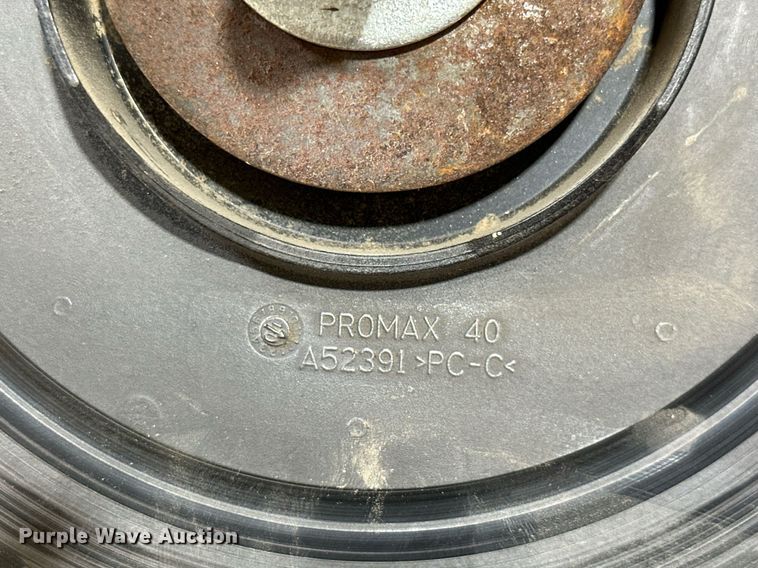 PROMAX 40
A52391 >PC-C<
Purple Wave Auction